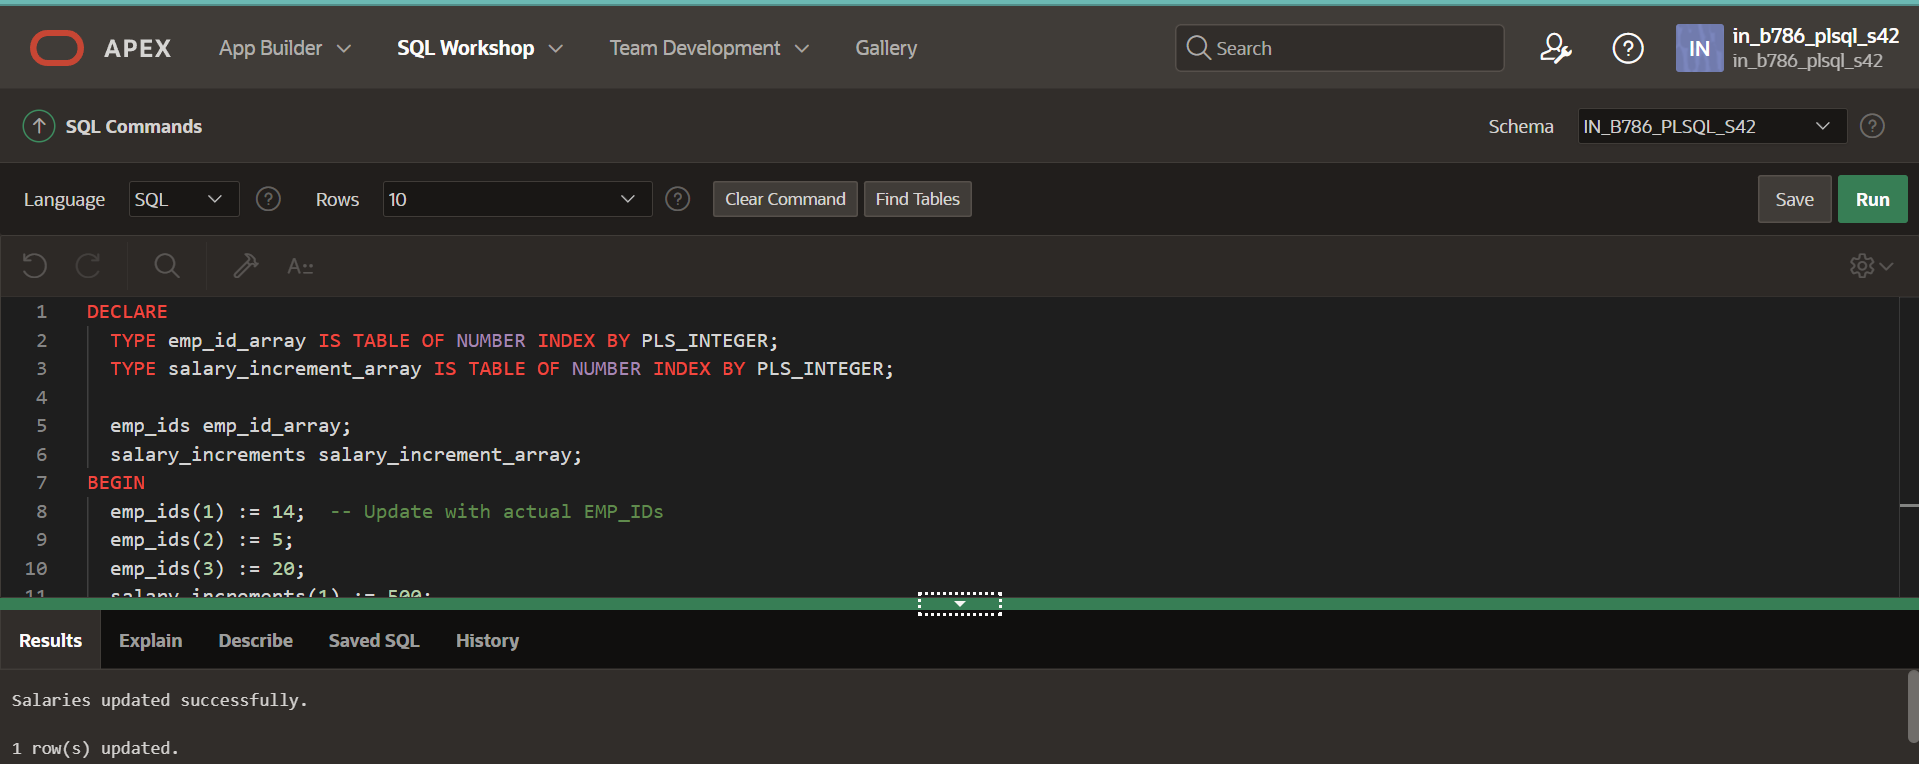 APEX App Builder SQL Workshop Team Development Gallery Search IN in_b786_plsql_s42
in_b786_plsql_s42
SQL Commands Schema IN_B786_PLSQL_S42
Language SQL Rows 10 Clear Command Find Tables Save Run
A
1 DECLARE
2 TYPE emp_id_array IS TABLE OF NUMBER INDEX BY PLS_INTEGER;
3 TYPE salary_increment_array IS TABLE OF NUMBER INDEX BY PLS_INTEGER;
4
5 emp_ids emp_id_array;
6 salary_increments salary_increment_array;
7 BEGIN
8 emp_ids(1) := 14; -- Update with actual EMP_IDs
9 emp_ids(2) := 5;
10 emp_ids(3) := 20;
11 salary_increments(1) := 500;
Results Explain Describe Saved SQL History
Salaries updated successfully.
1 row(s) updated.